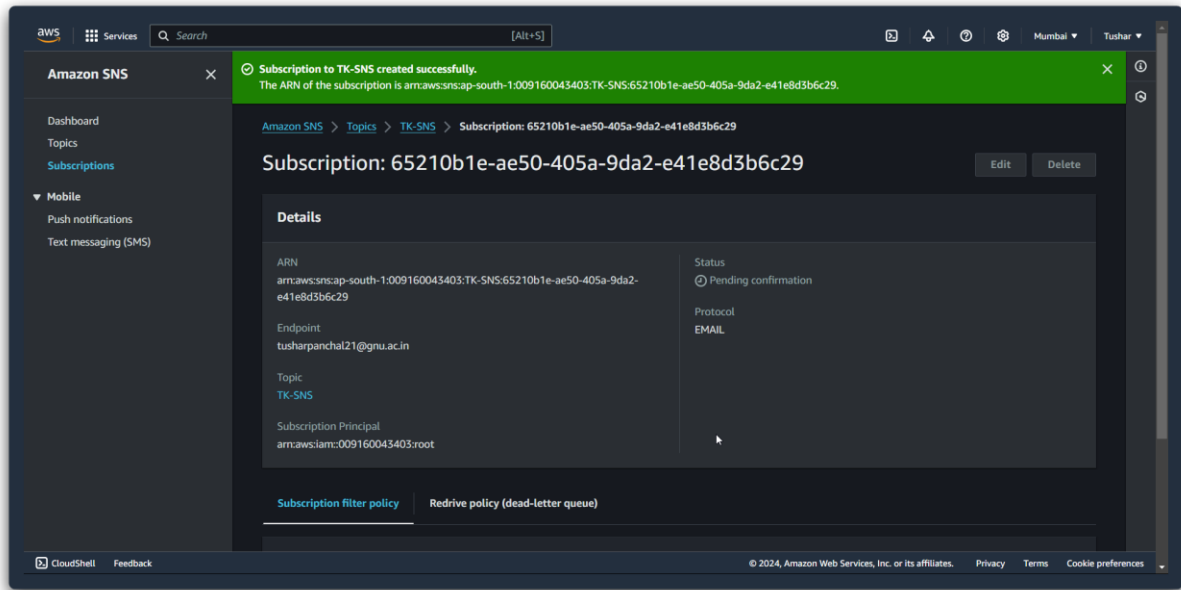 aws
Services
Search
[Alt+S]
Mumbai
Tushar
Amazon SNS
Subscription to TK-SNS created successfully.
The ARN of the subscription is arn:aws:sns:ap-south-1:009160043403:TK-SNS:65210b1e-ae50-405a-9da2-e41e8d3b6c29.
Dashboard
Topics
Subscriptions
Mobile
Push notifications
Text messaging (SMS)
Amazon SNS > Topics > TK-SNS > Subscription: 65210b1e-ae50-405a-9da2-e41e8d3b6c29
Subscription: 65210b1e-ae50-405a-9da2-e41e8d3b6c29
Edit
Delete
Details
ARN
arn:aws:sns:ap-south-1:009160043403:TK-SNS:65210b1e-ae50-405a-9da2-
e41e8d3b6c29
Endpoint
tusharpanchal21@gnu.ac.in
Topic
TK-SNS
Subscription Principal
arn:aws:iam::009160043403:root
Status
Pending confirmation
Protocol
EMAIL
Subscription filter policy
Redrive policy (dead-letter queue)
CloudShell
Feedback
© 2024, Amazon Web Services, Inc. or its affiliates.
Privacy
Terms
Cookie preferences